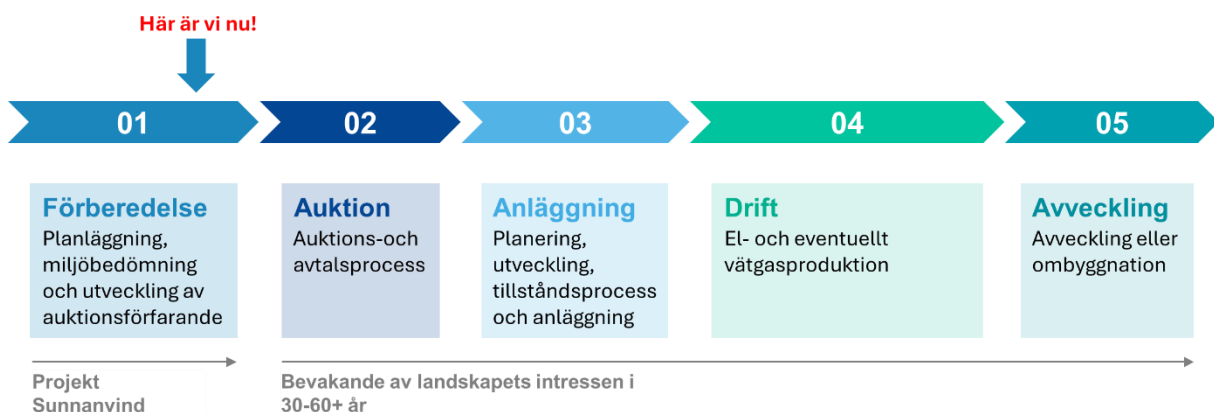 Här är vi nu!
01
02
03
04
05
Förberedelse
Planläggning,
miljöbedömning
och utveckling av
auktionsförfarande
Auktion
Auktions-och
avtalsprocess
Anläggning
Planering,
utveckling,
tillståndsprocess
och anläggning
Drift
El- och eventuellt
vätgasproduktion
Avveckling
Avveckling eller
ombyggnation
Projekt
Sunnanvind
Bevakande av landskapets intressen i
30-60+ år